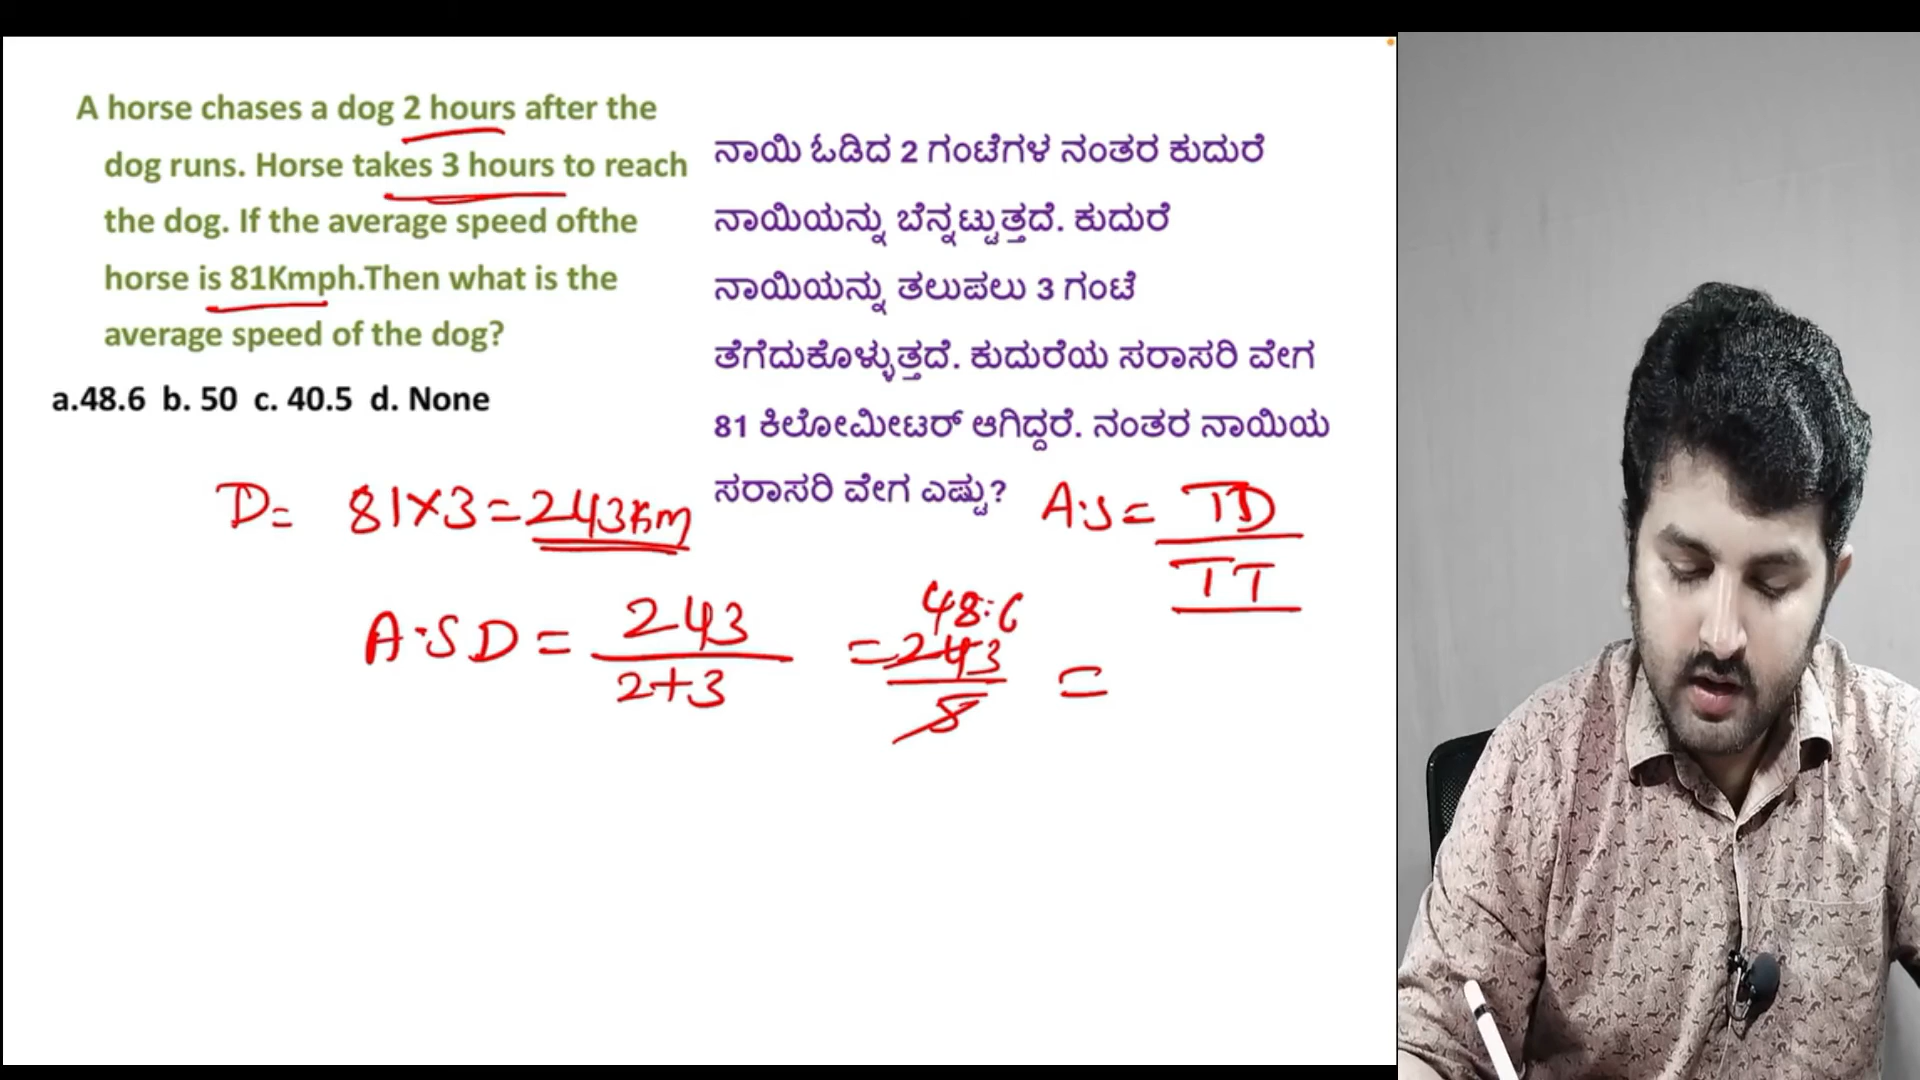 A horse chases a dog 2 hours after the
dog runs. Horse takes 3 hours to reach
the dog. If the average speed ofthe
horse is 81Kmph.Then what is the
average speed of the dog?
a.48.6 b. 50 c. 40.5 d. None
ನಾಯಿ ಓಡಿದ 2 ಗಂಟೆಗಳ ನಂತರ ಕುದುರೆ
ನಾಯಿಯನ್ನು ಬೆನ್ನಟ್ಟುತ್ತದೆ. ಕುದುರೆ
ನಾಯಿಯನ್ನು ತಲುಪಲು 3 ಗಂಟೆ
ತೆಗೆದುಕೊಳ್ಳುತ್ತದೆ. ಕುದುರೆಯ ಸರಾಸರಿ ವೇಗ
81 ಕಿಲೋಮೀಟರ್ ಆಗಿದ್ದರೆ. ನಂತರ ನಾಯಿಯ
ಸರಾಸರಿ ವೇಗ ಎಷ್ಟು?
D= 81×3=243Km
A.S= TD
TT
A.SD = 243
2+3
48.6
=243
5
=